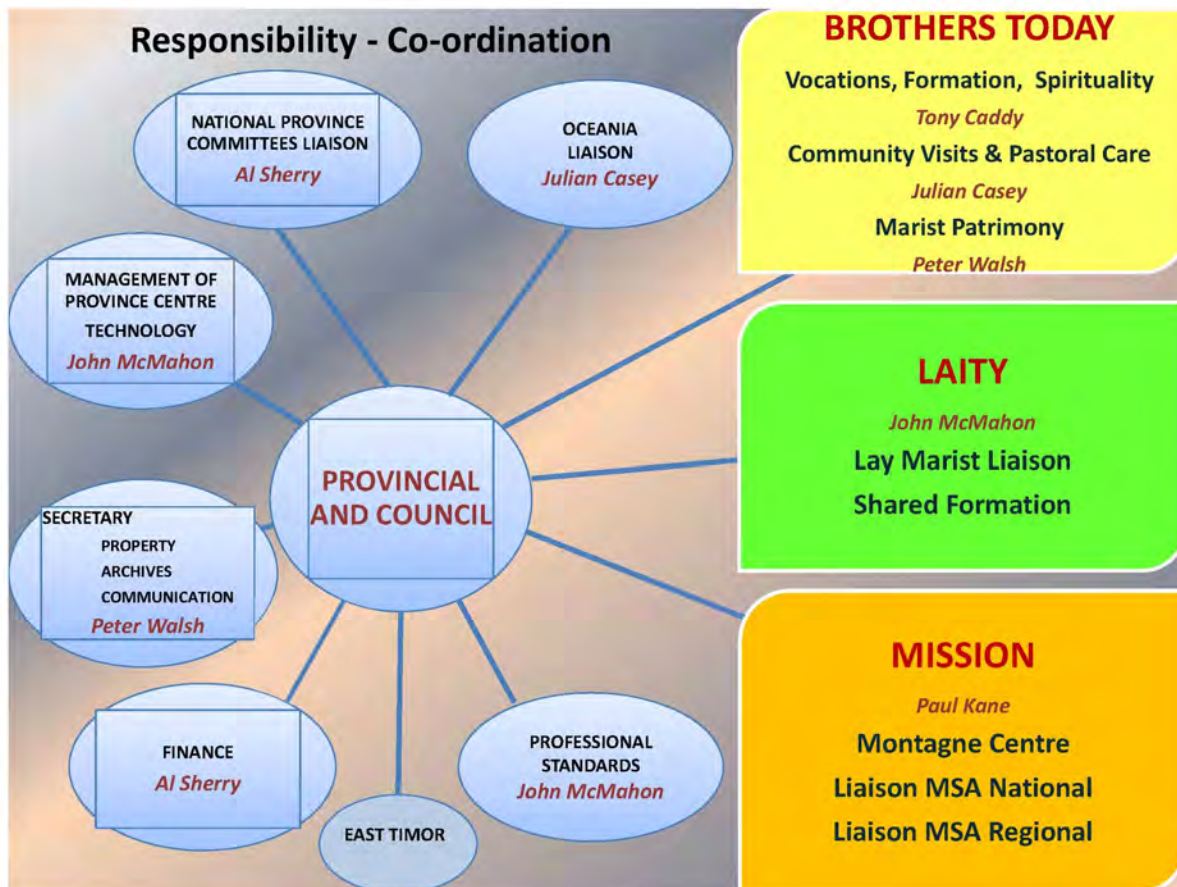 Responsibility - Co-ordination
NATIONAL PROVINCE
COMMITTEES LIAISON
Al Sherry
OCEANIA
LIAISON
Julian Casey
MANAGEMENT OF
PROVINCE CENTRE
TECHNOLOGY
John McMahon
PROVINCIAL
AND COUNCIL
SECRETARY
PROPERTY
ARCHIVES
COMMUNICATION
Peter Walsh
FINANCE
Al Sherry
EAST TIMOR
PROFESSIONAL
STANDARDS
John McMahon
BROTHERS TODAY
Vocations, Formation, Spirituality
Tony Caddy
Community Visits & Pastoral Care
Julian Casey
Marist Patrimony
Peter Walsh
LAITY
John McMahon
Lay Marist Liaison
Shared Formation
MISSION
Paul Kane
Montagne Centre
Liaison MSA National
Liaison MSA Regional